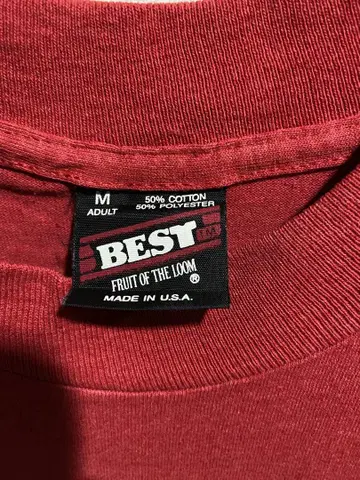 M
ADULT
50% COTTON
50% POLYESTER
BEST
FRUIT OF THE LOOM ®
MADE IN U.S.A.